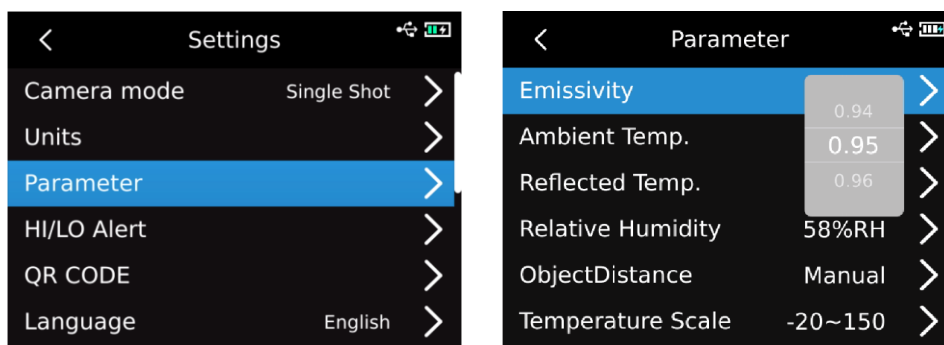 Settings
Camera mode Single Shot
Units
Parameter
HI/LO Alert
QR CODE
Language English
Parameter
Emissivity
0.94
Ambient Temp. 0.95
Reflected Temp. 0.96
Relative Humidity 58%RH
ObjectDistance Manual
Temperature Scale -20~150